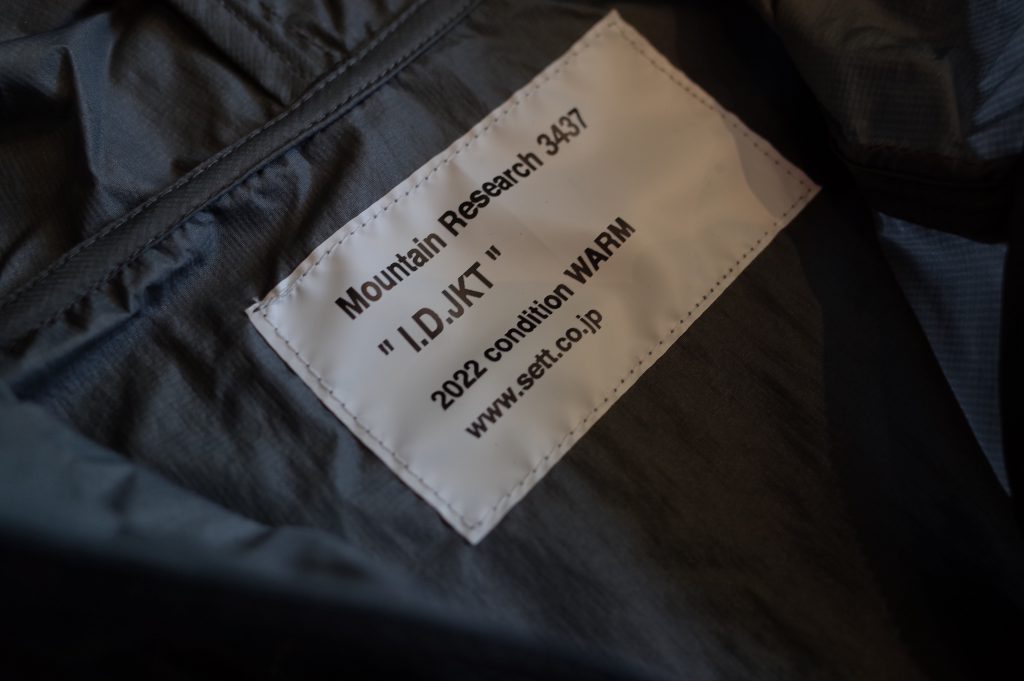 Mountain Research 3437
" I.D.JKT "
2022 condition WARM
www.sett.co.jp